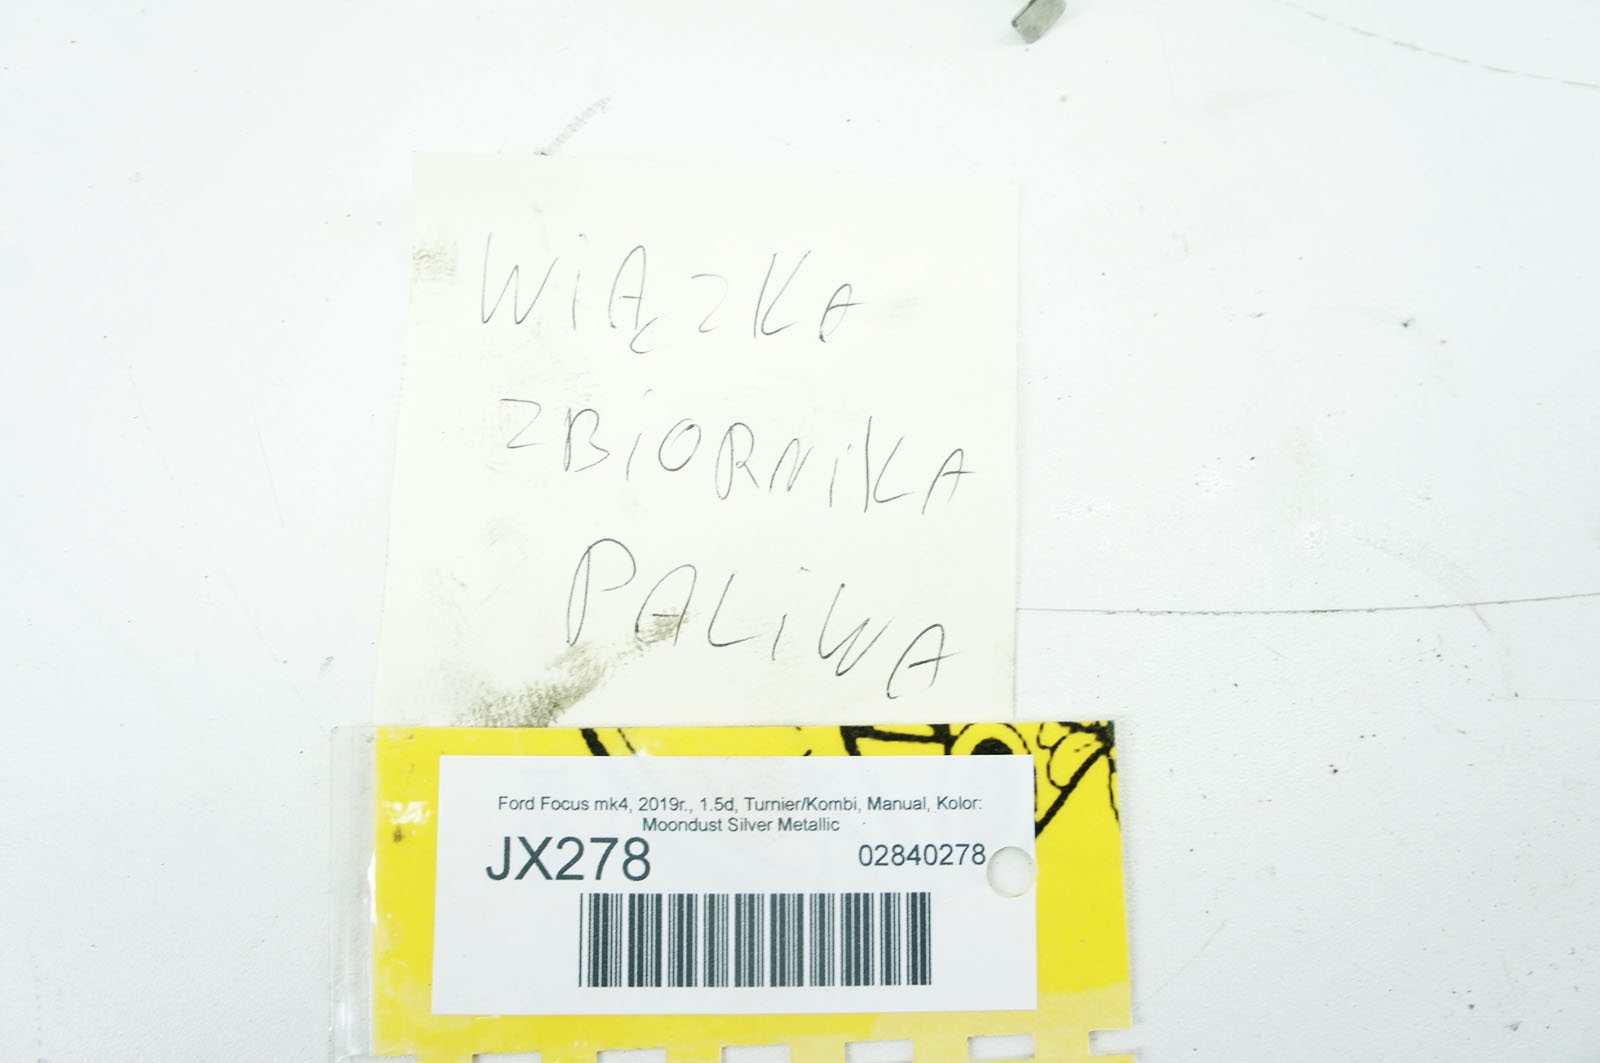 WiĄZKA
ZBiORNiKA
PALiWA
Ford Focus mk4, 2019r., 1.5d, Turnier/Kombi, Manual, Kolor:
Moondust Silver Metallic
JX278 02840278